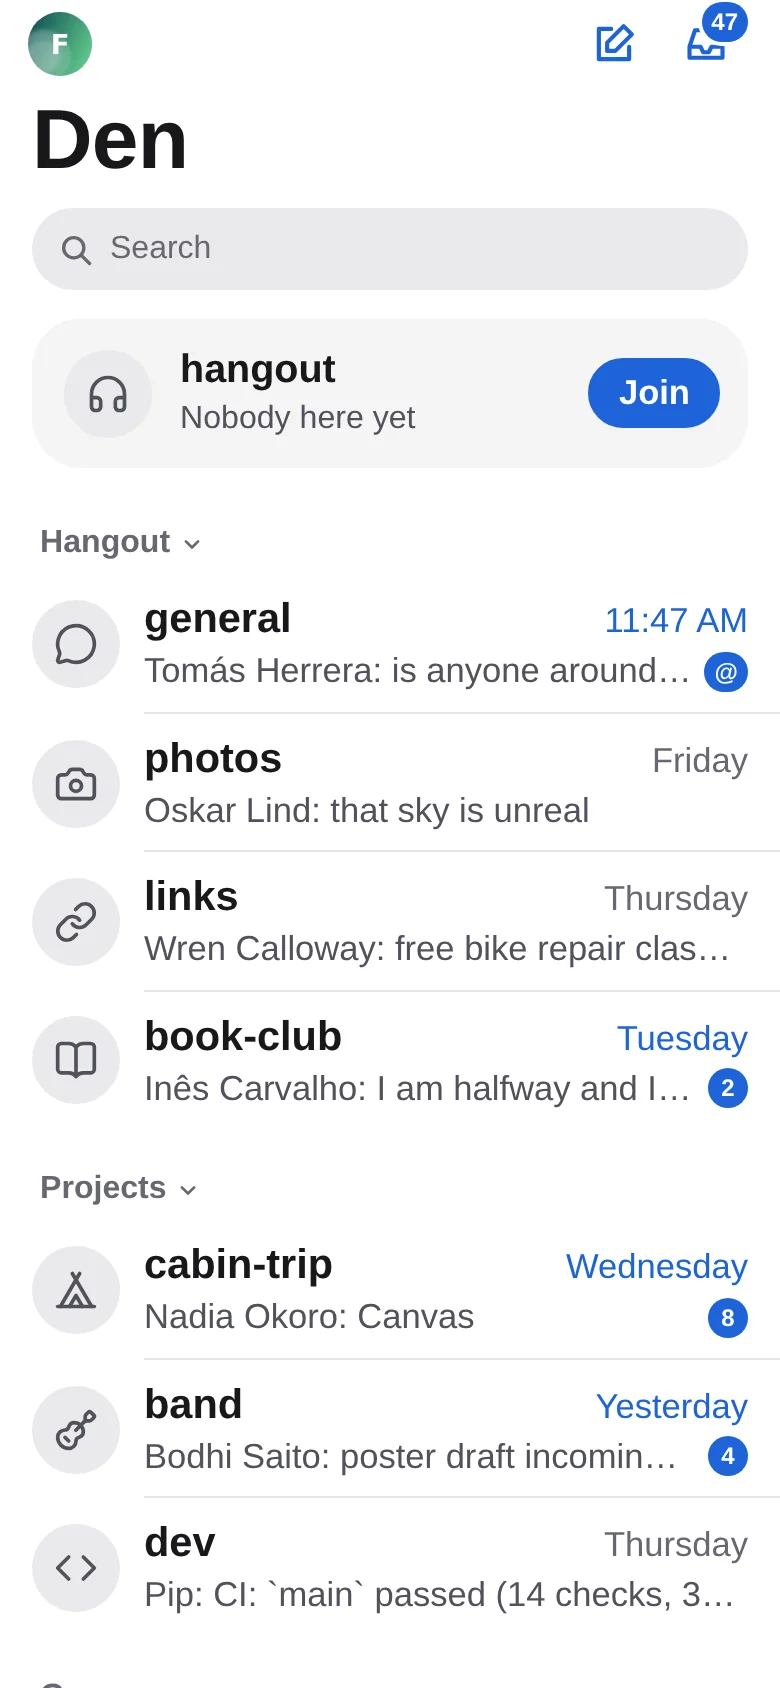 F
47
Den
Search
hangout
Nobody here yet
Join
Hangout
general
11:47 AM
Tomás Herrera: is anyone around…
@
photos
Friday
Oskar Lind: that sky is unreal
links
Thursday
Wren Calloway: free bike repair clas…
book-club
Tuesday
Inês Carvalho: I am halfway and I…
2
Projects
cabin-trip
Wednesday
Nadia Okoro: Canvas
8
band
Yesterday
Bodhi Saito: poster draft incomin…
4
dev
Thursday
Pip: CI: `main` passed (14 checks, 3…